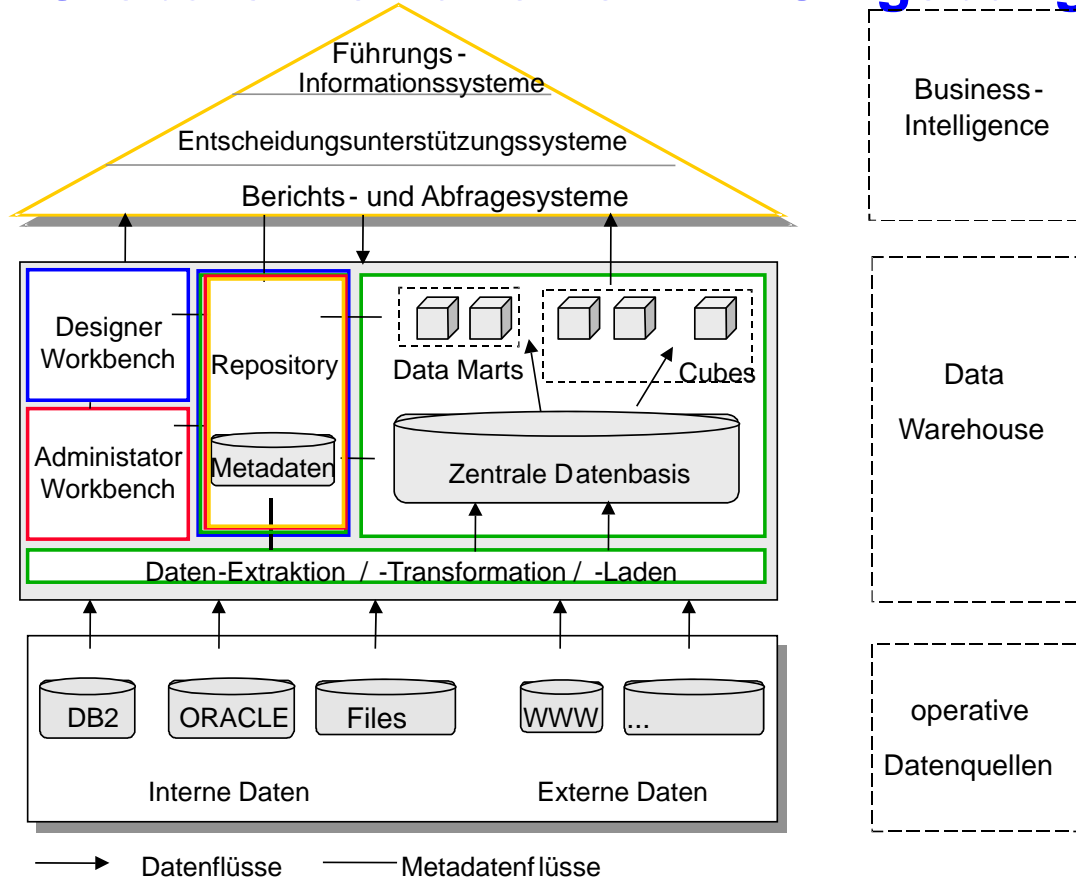 Führungs-
Informationssysteme
Entscheidungsunterstützungssysteme
Berichts- und Abfragesysteme
Business-
Intelligence
Designer
Workbench
Administator
Workbench
Repository
Metadaten
Data Marts
Cubes
Zentrale Datenbasis
Daten-Extraktion / -Transformation / -Laden
Data
Warehouse
DB2
ORACLE
Files
WWW
...
Interne Daten
Externe Daten
operative
Datenquellen
Datenflüsse
Metadatenflüsse